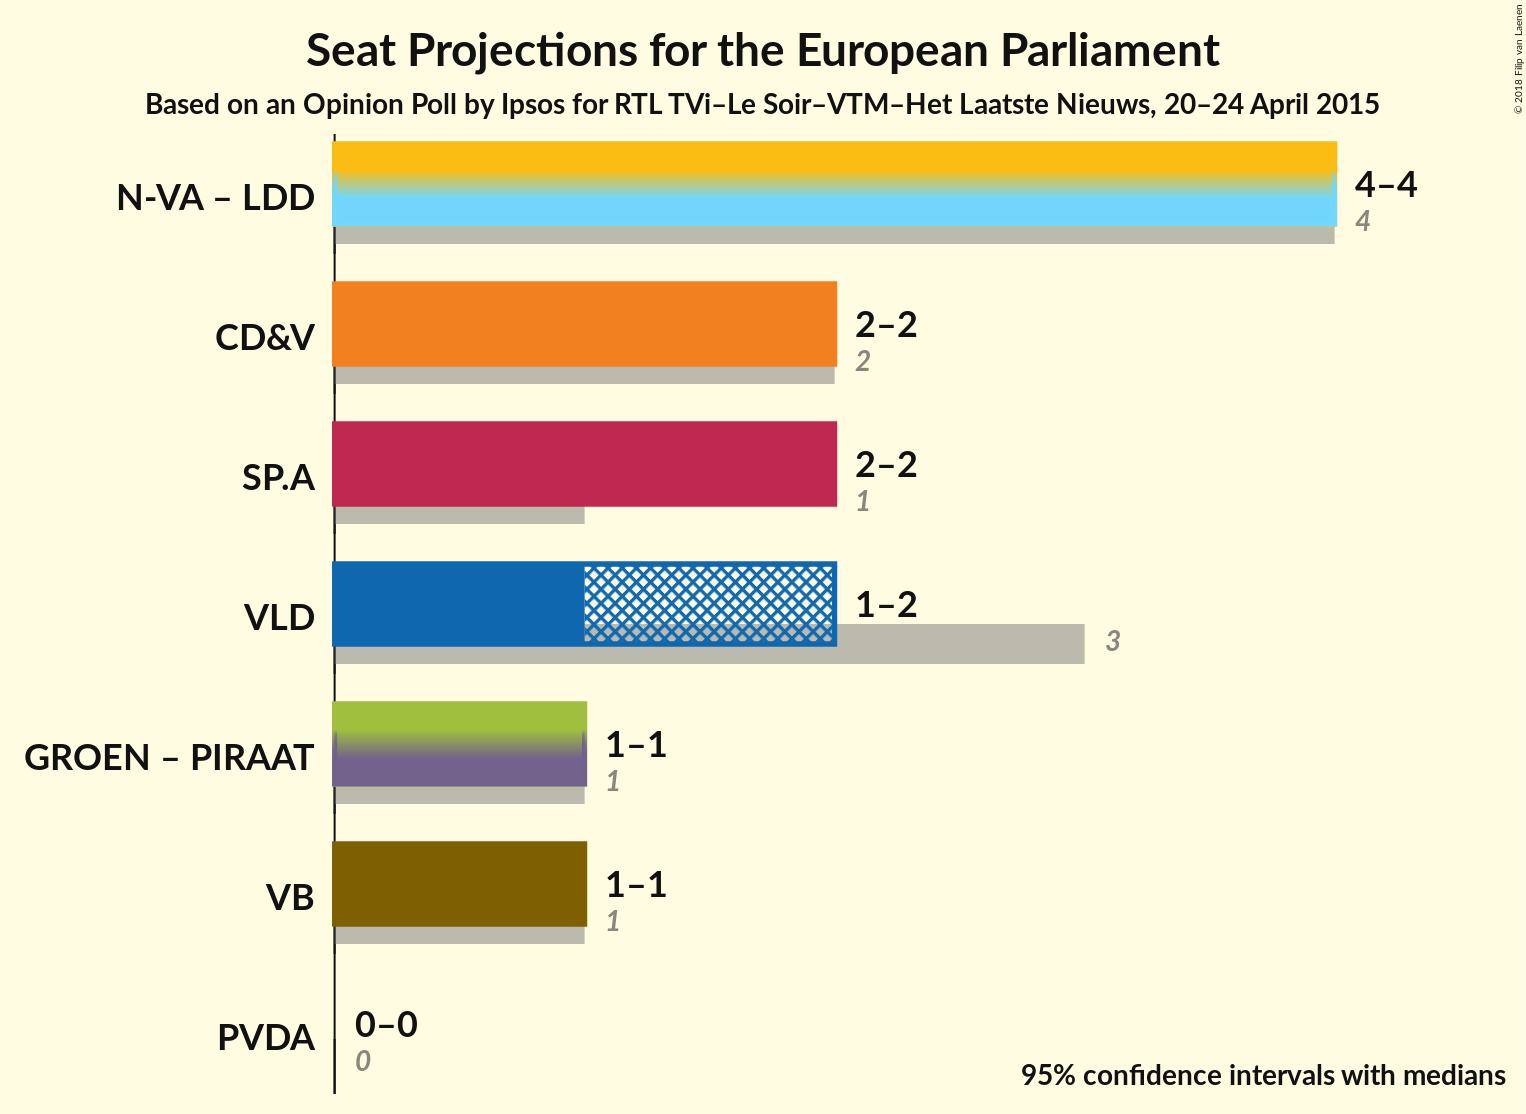 Seat Projections for the European Parliament
Based on an Opinion Poll by Ipsos for RTL TVi–Le Soir–VTM–Het Laatste Nieuws, 20–24 April 2015
© 2018 Filip van Laenen
N-VA – LDD
4–4
4
CD&V
2–2
2
SP.A
2–2
1
VLD
1–2
3
GROEN – PIRAAT
1–1
1
VB
1–1
1
PVDA
0–0
0
95% confidence intervals with medians